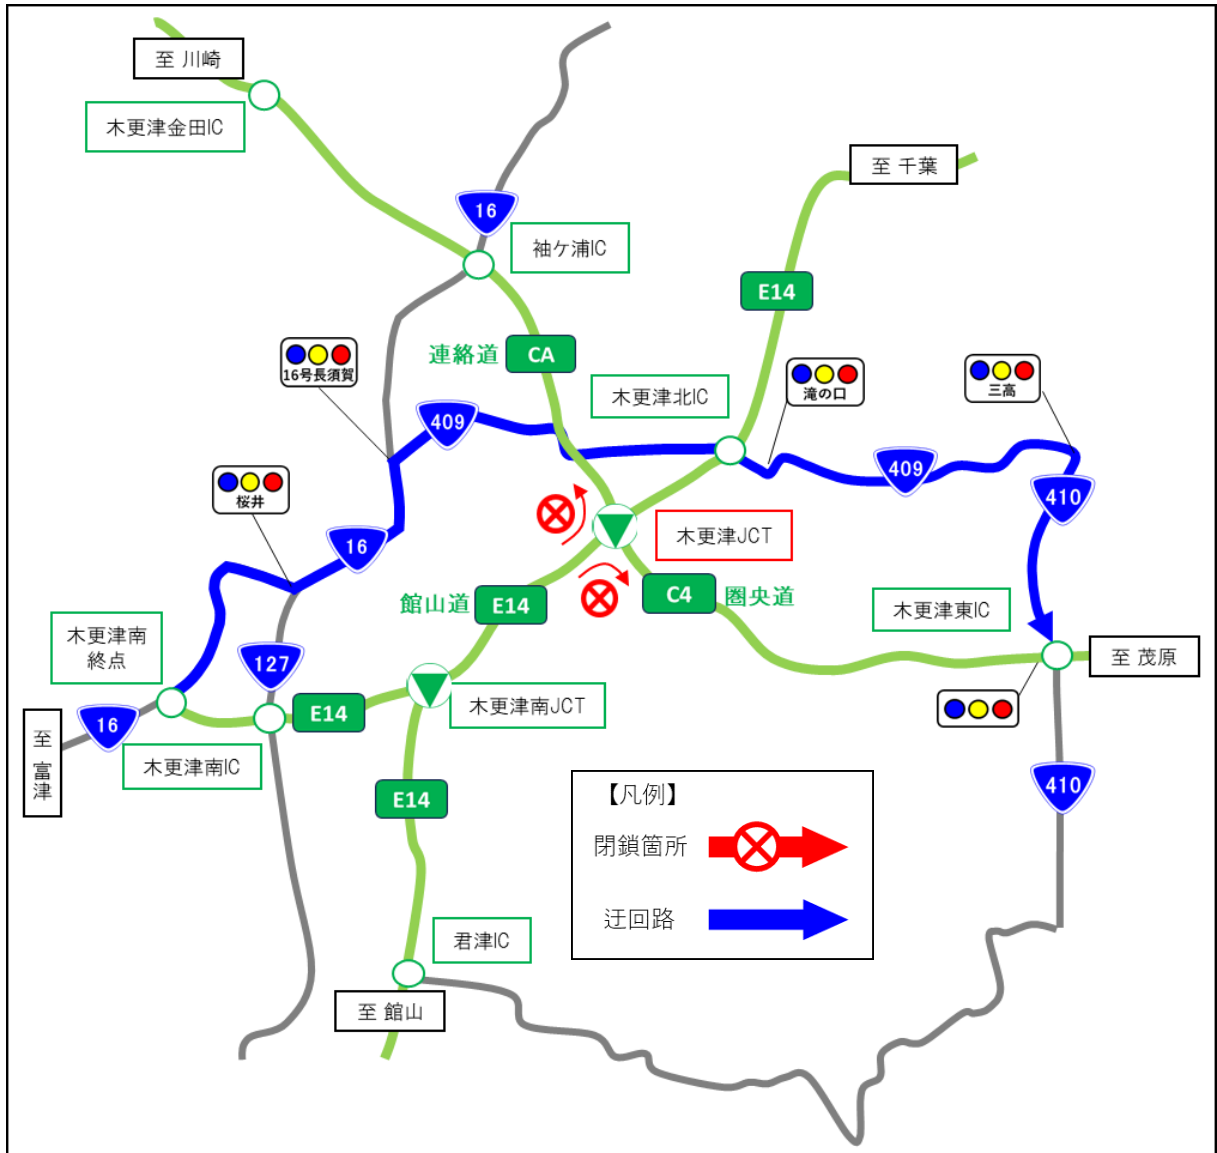 至 川崎
木更津金田IC
16
袖ケ浦IC
至 千葉
E14
連絡道
CA
16号長須賀
木更津北IC
滝の口
三高
409
409
410
桜井
16
木更津JCT
館山道
E14
C4
圏央道
木更津東IC
木更津南
終点
127
至 茂原
E14
木更津南JCT
16
至 富津
木更津南IC
E14
410
【凡例】
閉鎖箇所
迂回路
君津IC
至 館山